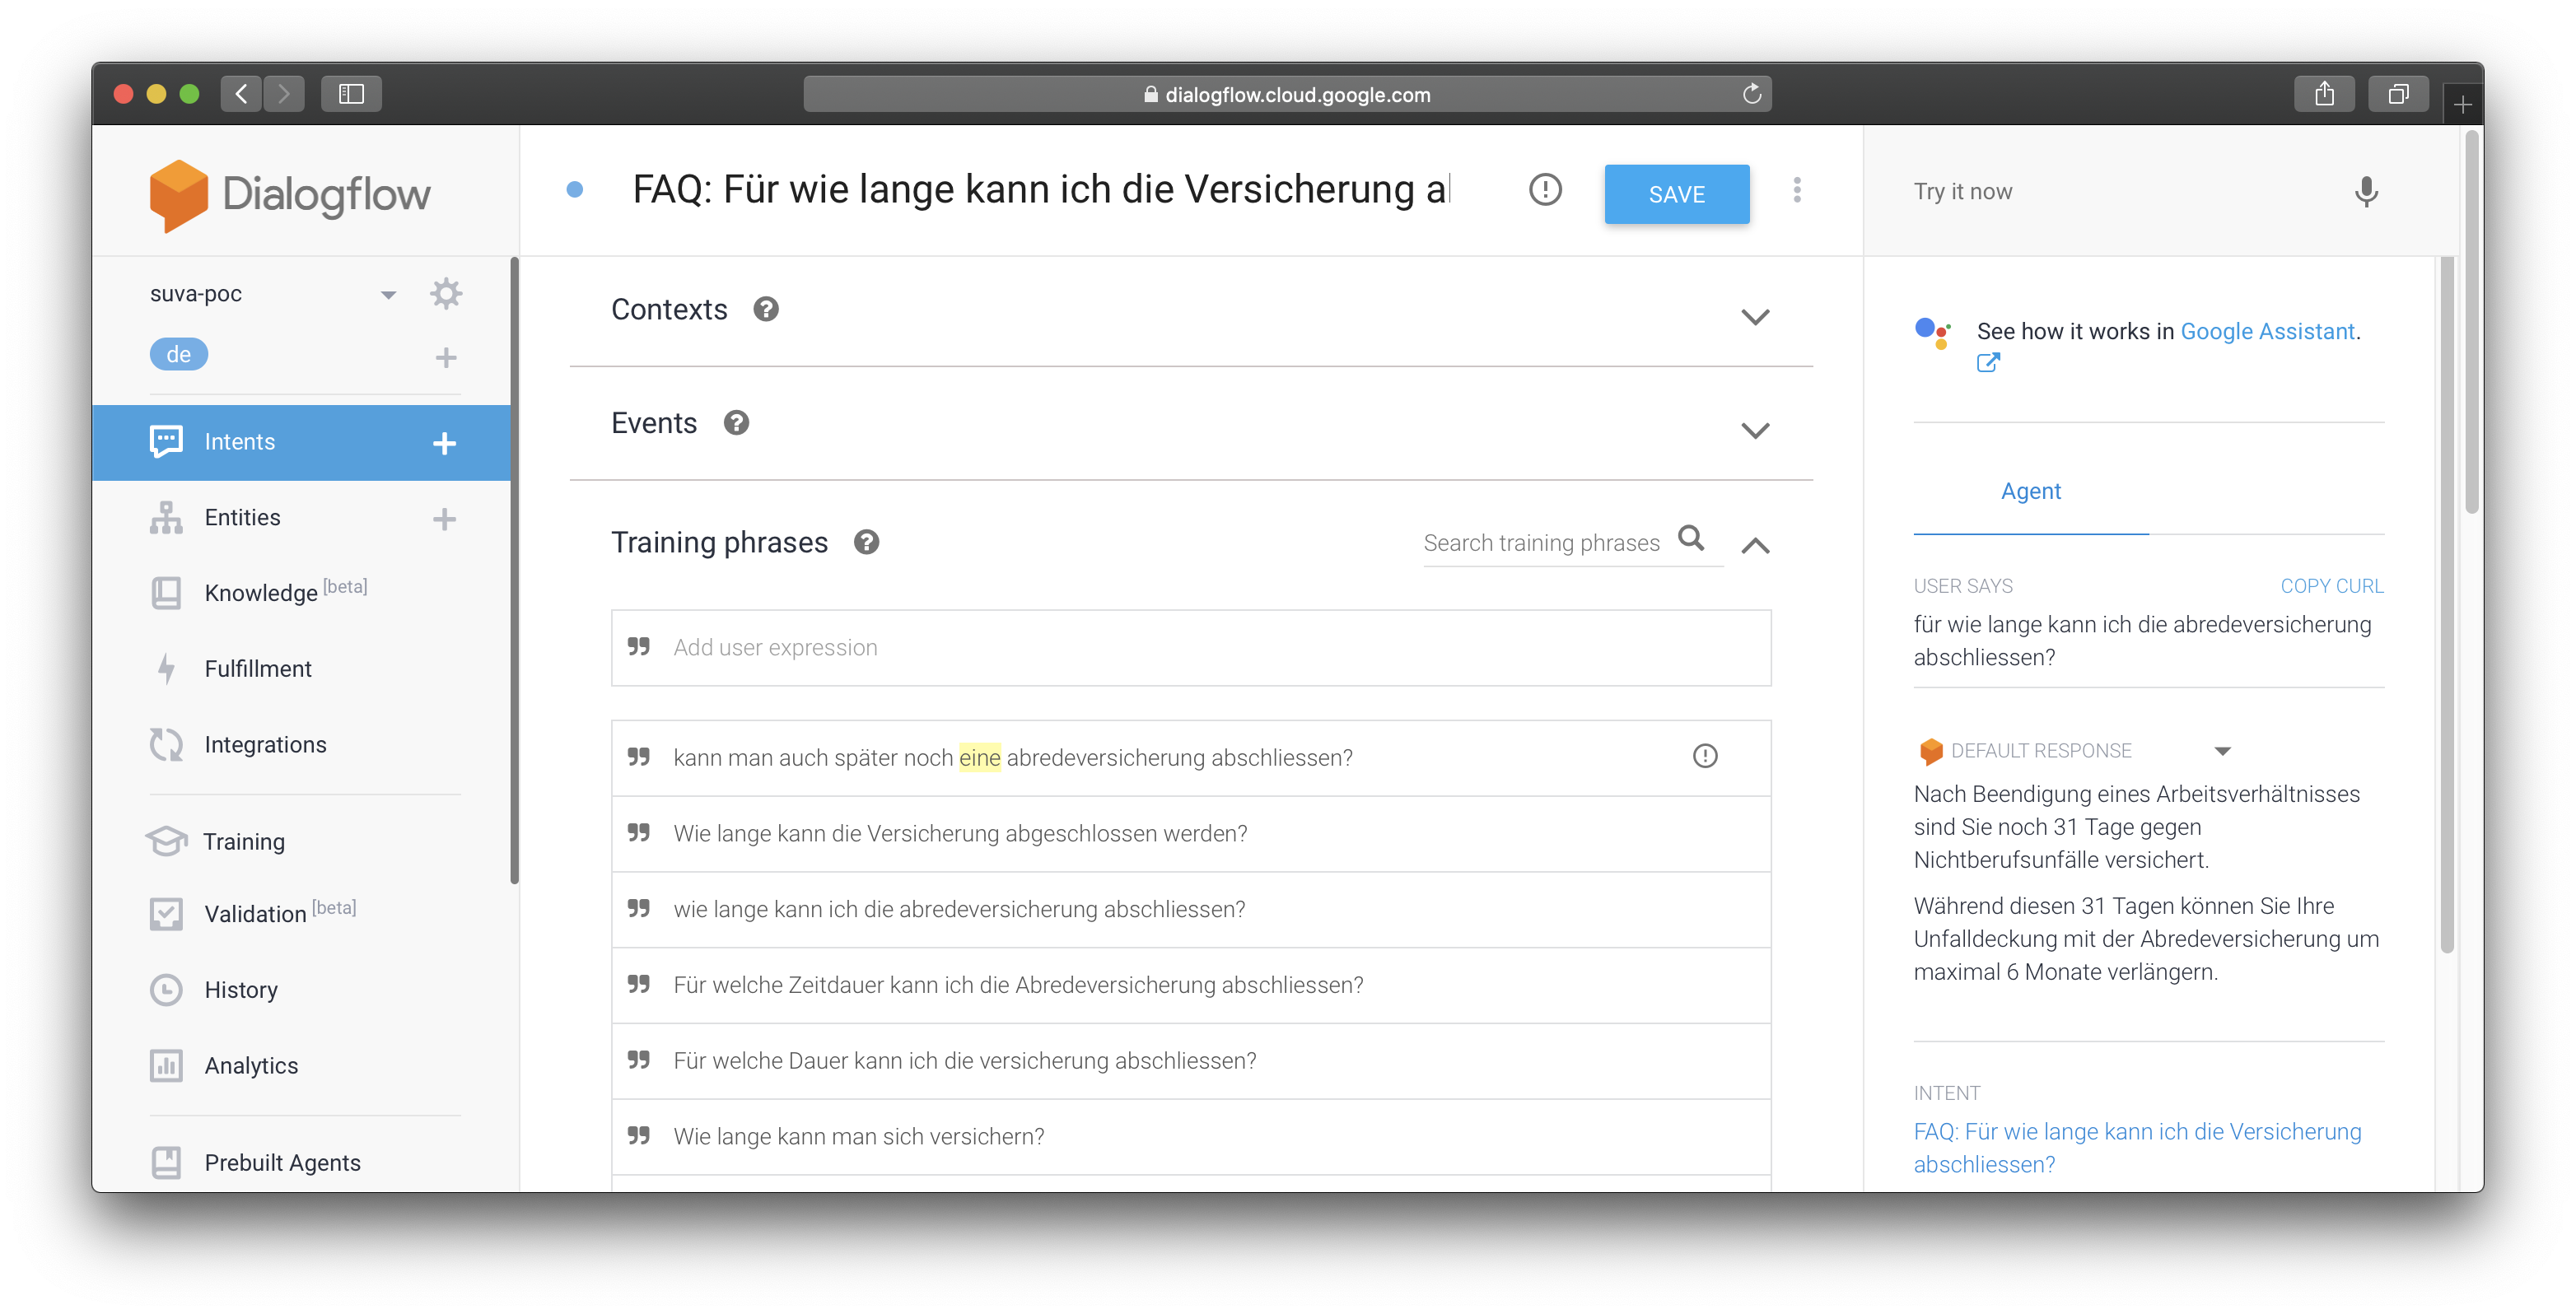 dialogflow.cloud.google.com
Dialogflow
suva-poc
de
Intents
Entities
Knowledge [beta]
Fulfillment
Integrations
Training
Validation [beta]
History
Analytics
Prebuilt Agents
FAQ: Für wie lange kann ich die Versicherung a
SAVE
Contexts
Events
Training phrases
Search training phrases
Add user expression
kann man auch später noch eine abredeversicherung abschliessen?
Wie lange kann die Versicherung abgeschlossen werden?
wie lange kann ich die abredeversicherung abschliessen?
Für welche Zeitdauer kann ich die Abredeversicherung abschliessen?
Für welche Dauer kann ich die versicherung abschliessen?
Wie lange kann man sich versichern?
Try it now
See how it works in Google Assistant.
Agent
USER SAYS
COPY CURL
für wie lange kann ich die abredeversicherung
abschliessen?
DEFAULT RESPONSE
Nach Beendigung eines Arbeitsverhältnisses
sind Sie noch 31 Tage gegen
Nichtberufsunfälle versichert.
Während diesen 31 Tagen können Sie Ihre
Unfalldeckung mit der Abredeversicherung um
maximal 6 Monate verlängern.
INTENT
FAQ: Für wie lange kann ich die Versicherung
abschliessen?